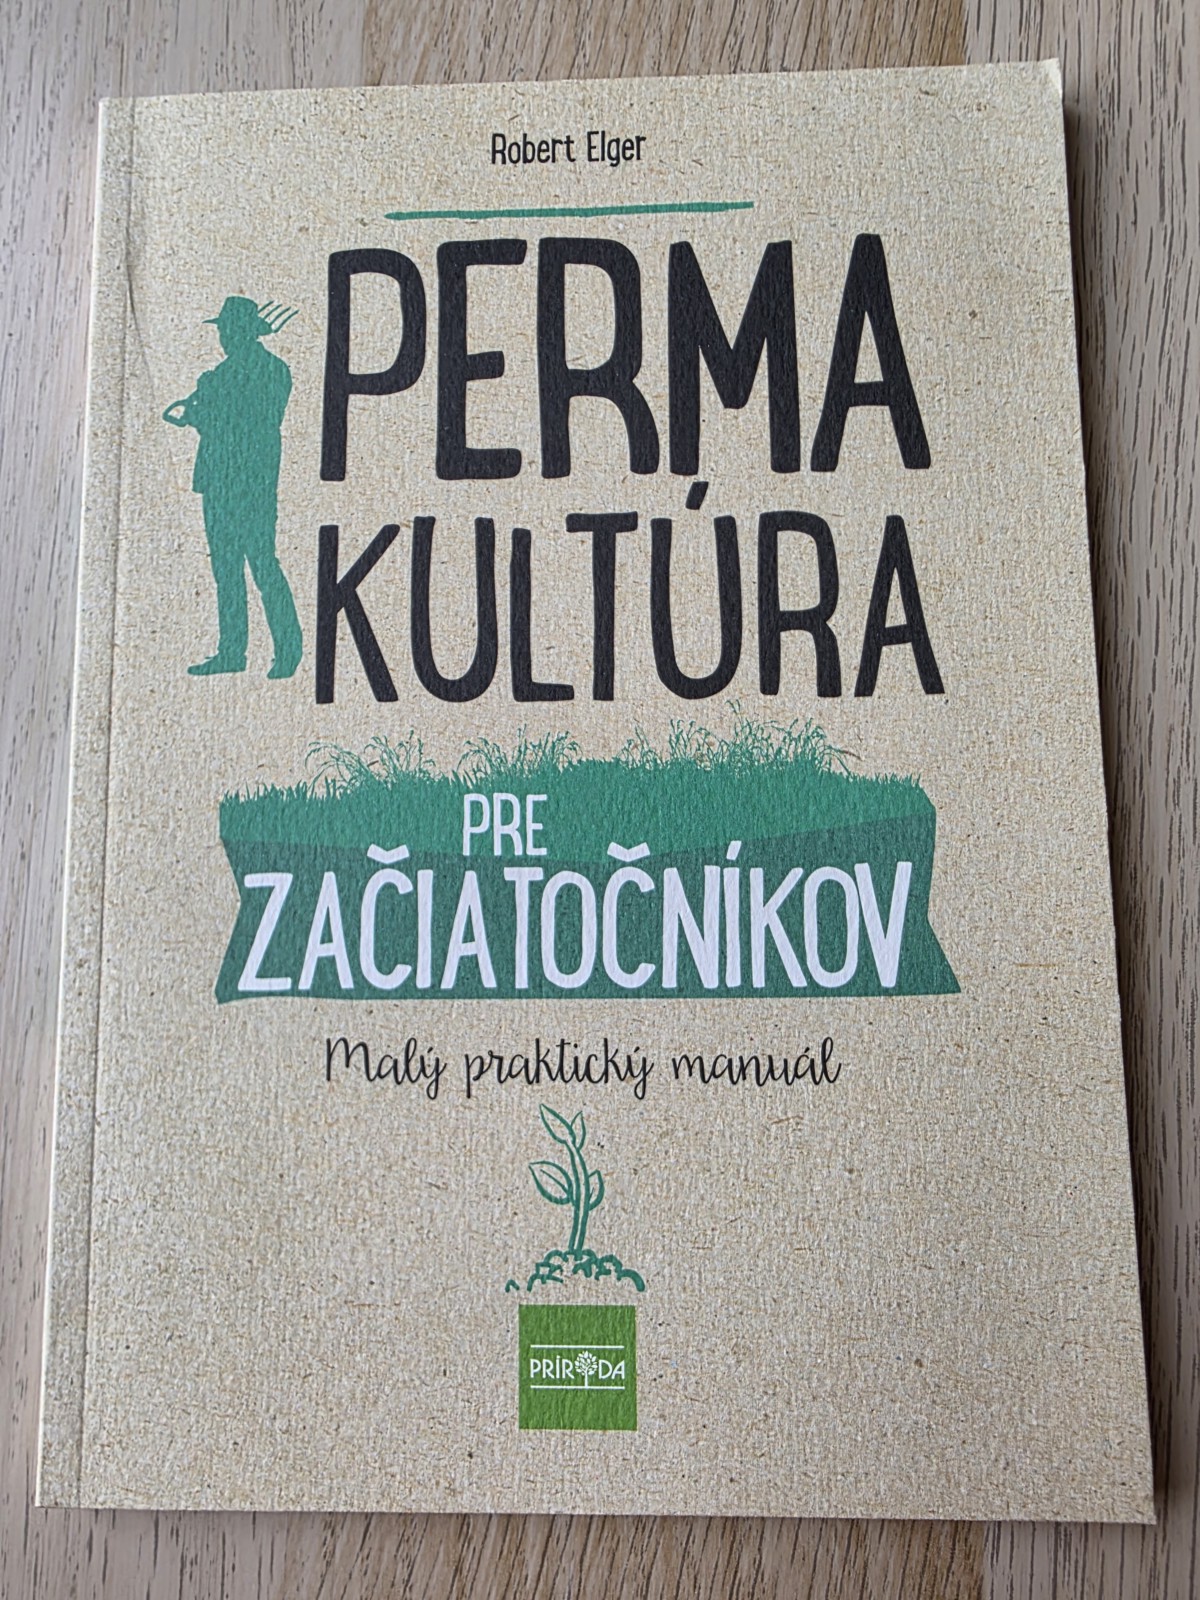 Robert Elger
PERMA
KULTÚRA
PRE
ZAČIATOČNÍKOV
Malý praktický manuál
PRÍRODA